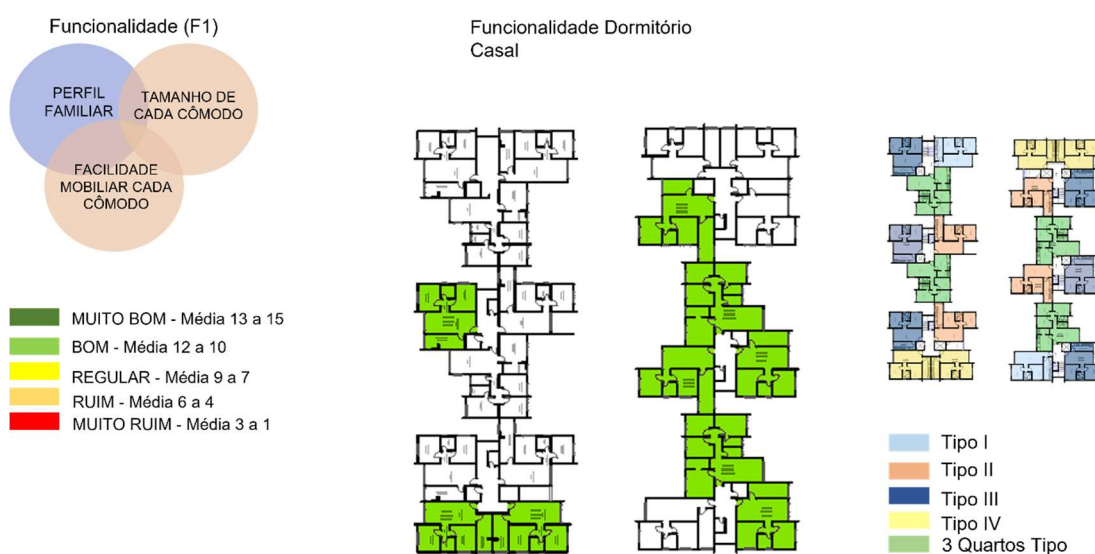 Funcionalidade (F1)
PERFIL
FAMILIAR
TAMANHO DE
CADA CÔMODO
FACILIDADE
MOBILIAR CADA
CÔMODO
Funcionalidade Dormitório
Casal
MUITO BOM - Média 13 a 15
BOM - Média 12 a 10
REGULAR - Média 9 a 7
RUIM - Média 6 a 4
MUITO RUIM - Média 3 a 1
Tipo I
Tipo II
Tipo III
Tipo IV
3 Quartos Tipo